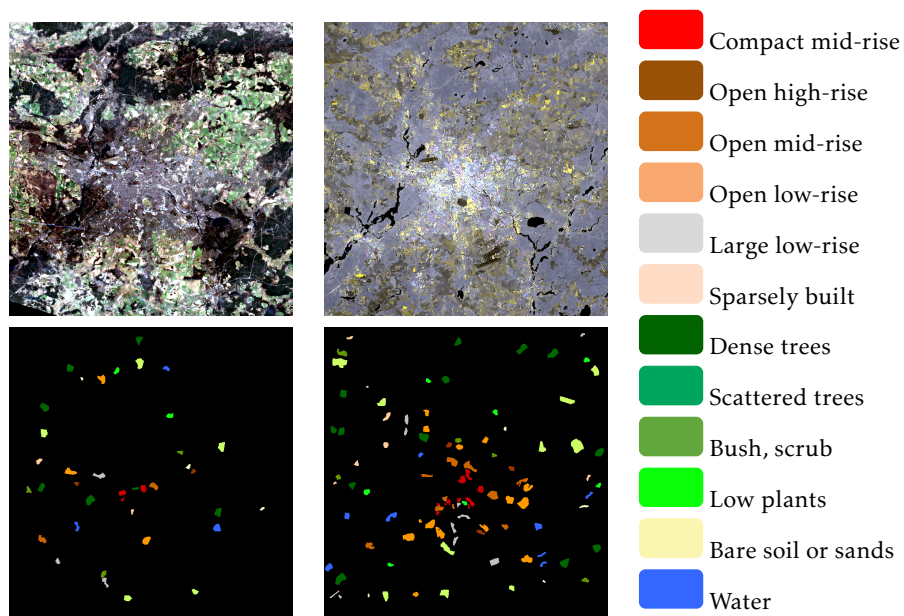 Compact mid-rise
Open high-rise
Open mid-rise
Open low-rise
Large low-rise
Sparsely built
Dense trees
Scattered trees
Bush, scrub
Low plants
Bare soil or sands
Water